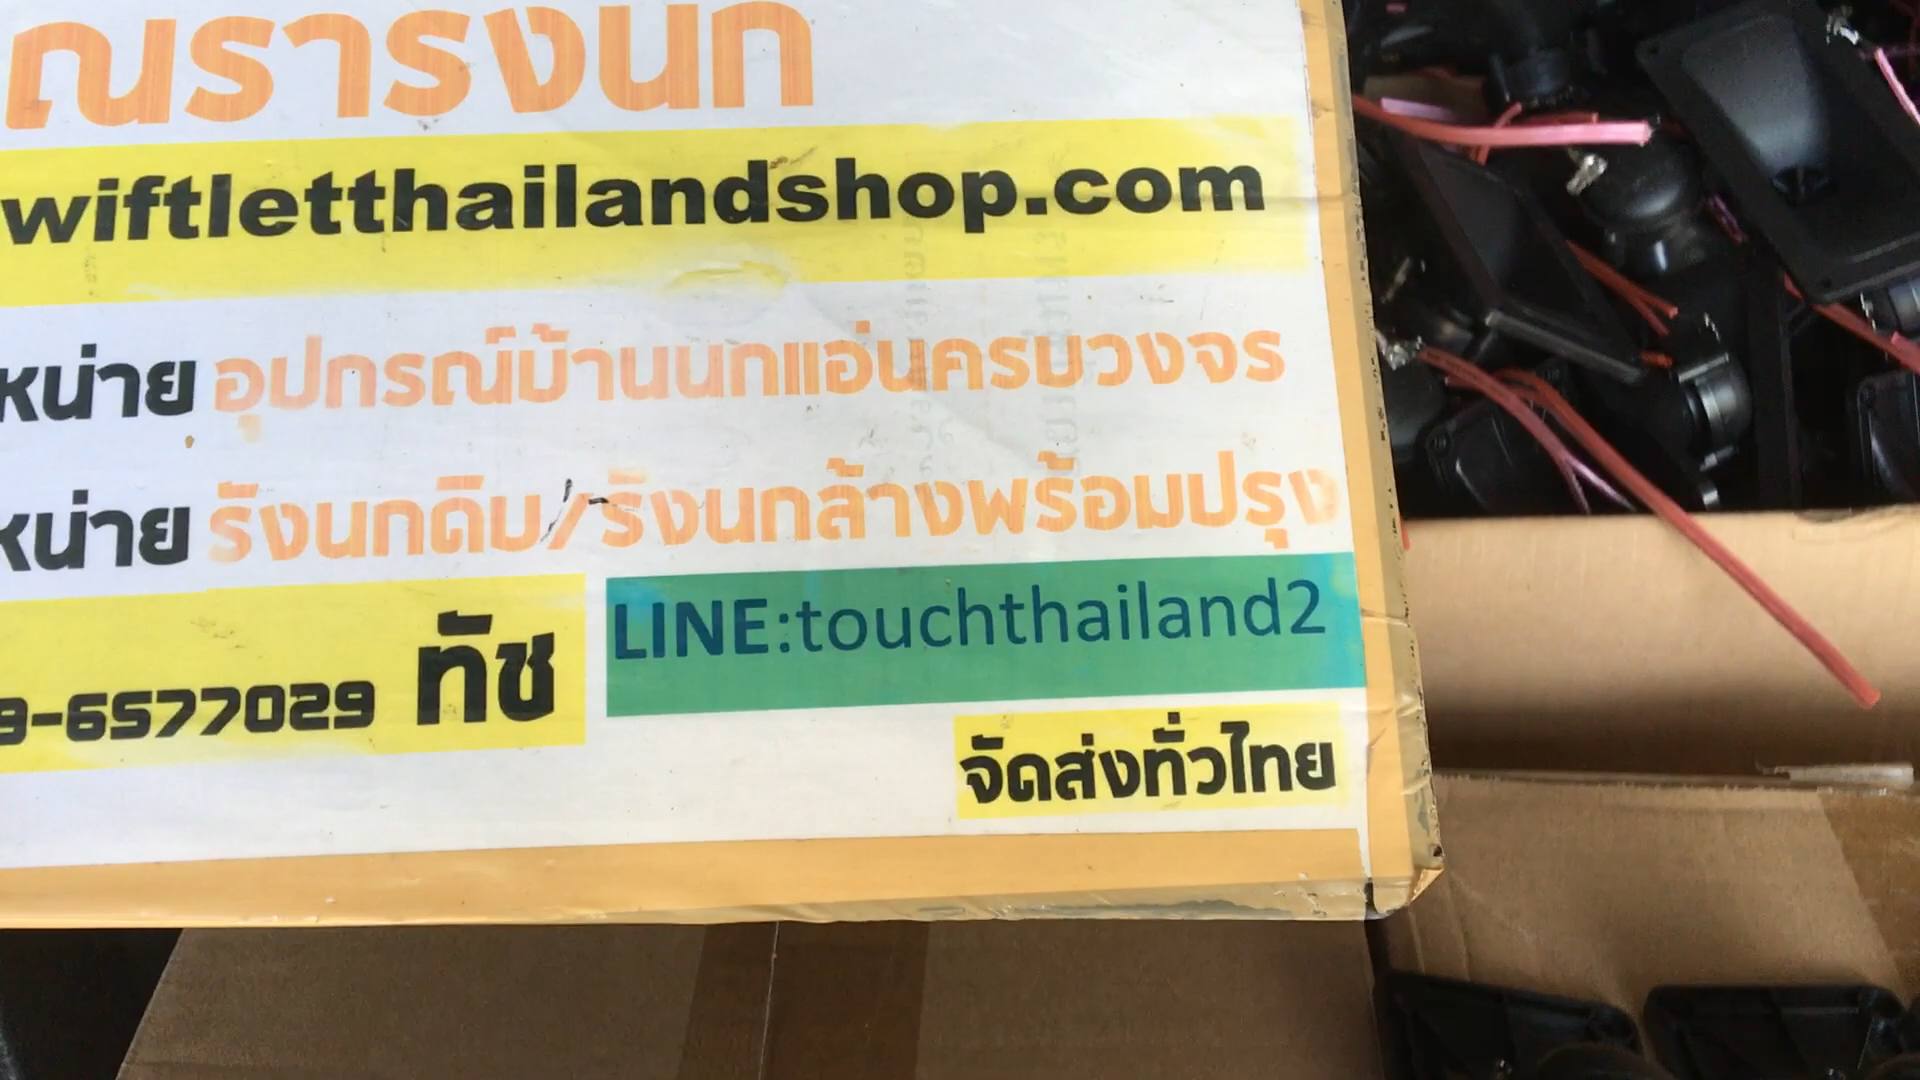 ณรารังนก
wiftletthailandshop.com
หน่าย อุปกรณ์บ้านนกแอ่นครบวงจร
หน่าย รังนกดิบ/รังนกล้างพร้อมปรุง
9-6577029 ทัช
LINE:touchthailand2
จัดส่งทั่วไทย